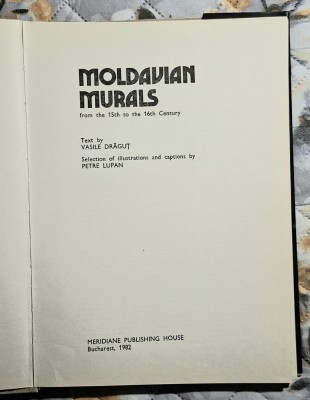 MOLDAVIAN
MURALS
from the 15th to the 16th Century
Text by
VASILE DRĂGUȚ
Selection of illustrations and captions by
PETRE LUPAN
MERIDIANE PUBLISHING HOUSE
Bucharest, 1982